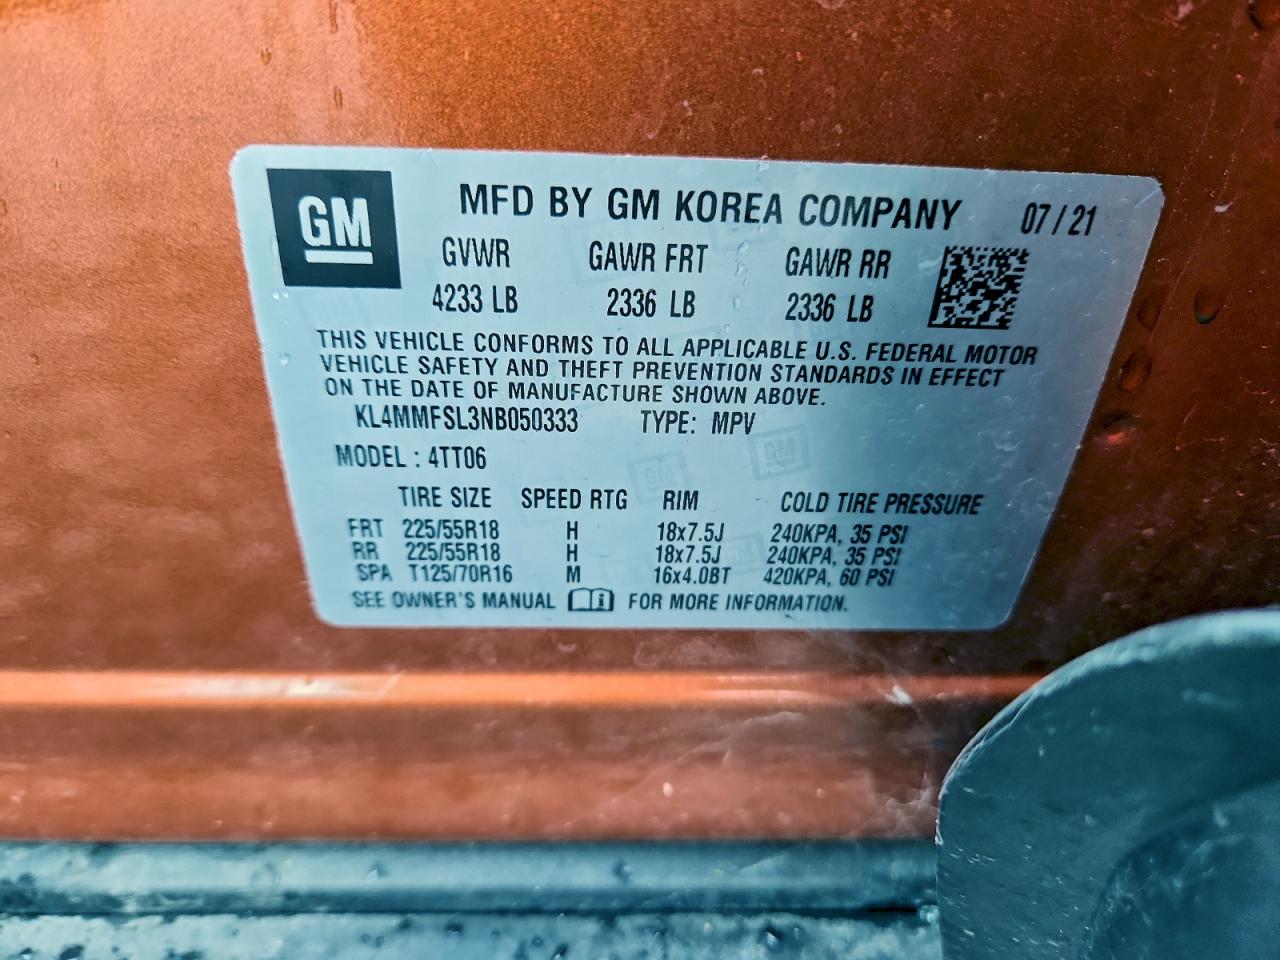 GM
MFD BY GM KOREA COMPANY 07/21
GVWR GAWR FRT GAWR RR
4233 LB 2336 LB 2336 LB
THIS VEHICLE CONFORMS TO ALL APPLICABLE U.S. FEDERAL MOTOR
VEHICLE SAFETY AND THEFT PREVENTION STANDARDS IN EFFECT
ON THE DATE OF MANUFACTURE SHOWN ABOVE.
KL4MMFSL3NB050333 TYPE: MPV
MODEL : 4TT06
TIRE SIZE SPEED RTG RIM COLD TIRE PRESSURE
FRT 225/55R18 H 18x7.5J 240KPA, 35 PSI
RR 225/55R18 H 18x7.5J 240KPA, 35 PSI
SPA T125/70R16 M 16x4.0BT 420KPA, 60 PSI
SEE OWNER'S MANUAL i FOR MORE INFORMATION.